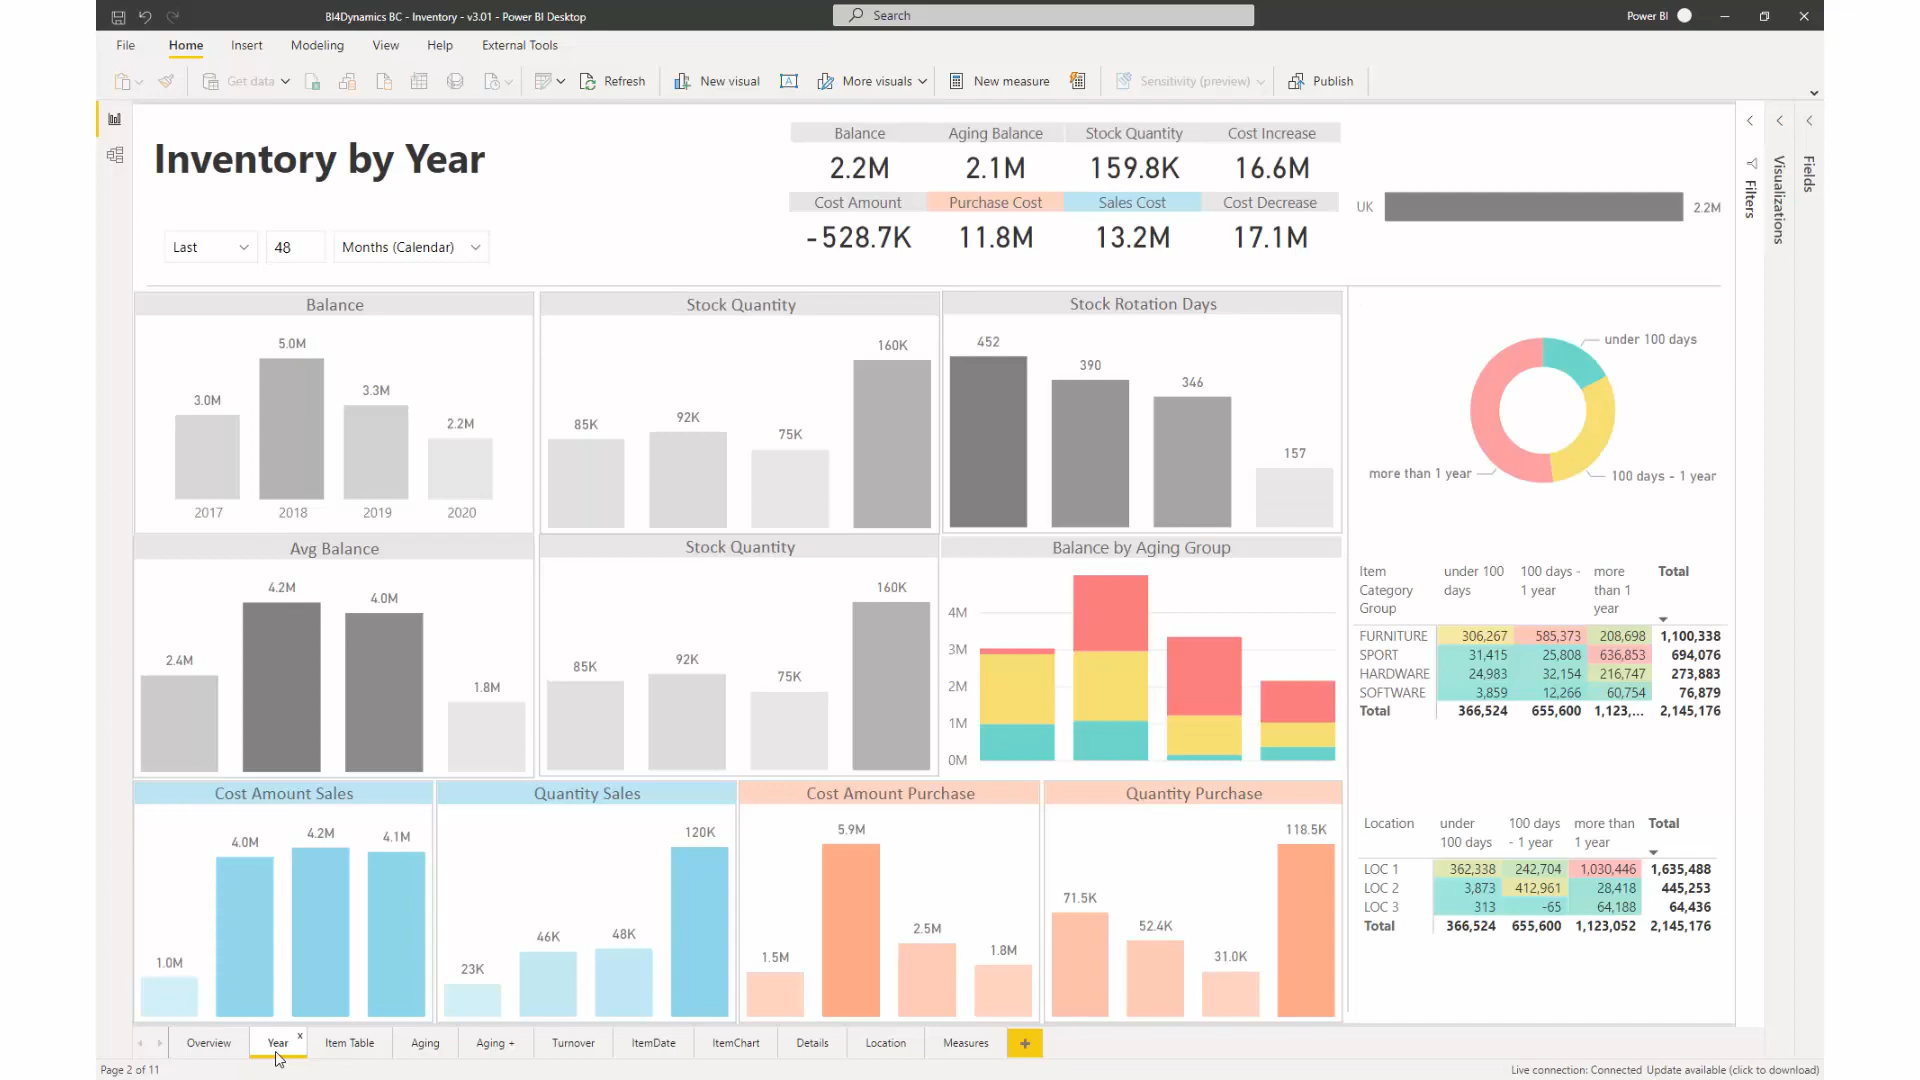 BI4Dynamics BC - Inventory - v3.01 - Power BI Desktop
Search
Power BI
File Home Insert Modeling View Help External Tools
Get data Refresh New visual More visuals New measure Sensitivity (preview) Publish
Inventory by Year
Last 48 Months (Calendar)
Balance Aging Balance Stock Quantity Cost Increase
2.2M 2.1M 159.8K 16.6M
Cost Amount Purchase Cost Sales Cost Cost Decrease
-528.7K 11.8M 13.2M 17.1M
UK 2.2M
Filters
Visualizations
Fields
Balance
3.0M 5.0M 3.3M 2.2M
2017 2018 2019 2020
Stock Quantity
85K 92K 75K 160K
Stock Rotation Days
452 390 346 157
under 100 days
more than 1 year
100 days - 1 year
Avg Balance
2.4M 4.2M 4.0M 1.8M
Stock Quantity
85K 92K 75K 160K
Balance by Aging Group
4M
3M
2M
1M
0M
Item under 100 100 days - more Total
Category days 1 year than 1
Group year
FURNITURE 306,267 585,373 208,698 1,100,338
SPORT 31,415 25,808 636,853 694,076
HARDWARE 24,983 32,154 216,747 273,883
SOFTWARE 3,859 12,266 60,754 76,879
Total 366,524 655,600 1,123,... 2,145,176
Cost Amount Sales
1.0M 4.0M 4.2M 4.1M
Quantity Sales
23K 46K 48K 120K
Cost Amount Purchase
1.5M 5.9M 2.5M 1.8M
Quantity Purchase
71.5K 52.4K 31.0K 118.5K
Location under 100 days more than Total
100 days - 1 year 1 year
LOC 1 362,338 242,704 1,030,446 1,635,488
LOC 2 3,873 412,961 28,418 445,253
LOC 3 313 -65 64,188 64,436
Total 366,524 655,600 1,123,052 2,145,176
Overview Year x Item Table Aging Aging + Turnover ItemDate ItemChart Details Location Measures +
Page 2 of 11
Live connection: Connected Update available (click to download)